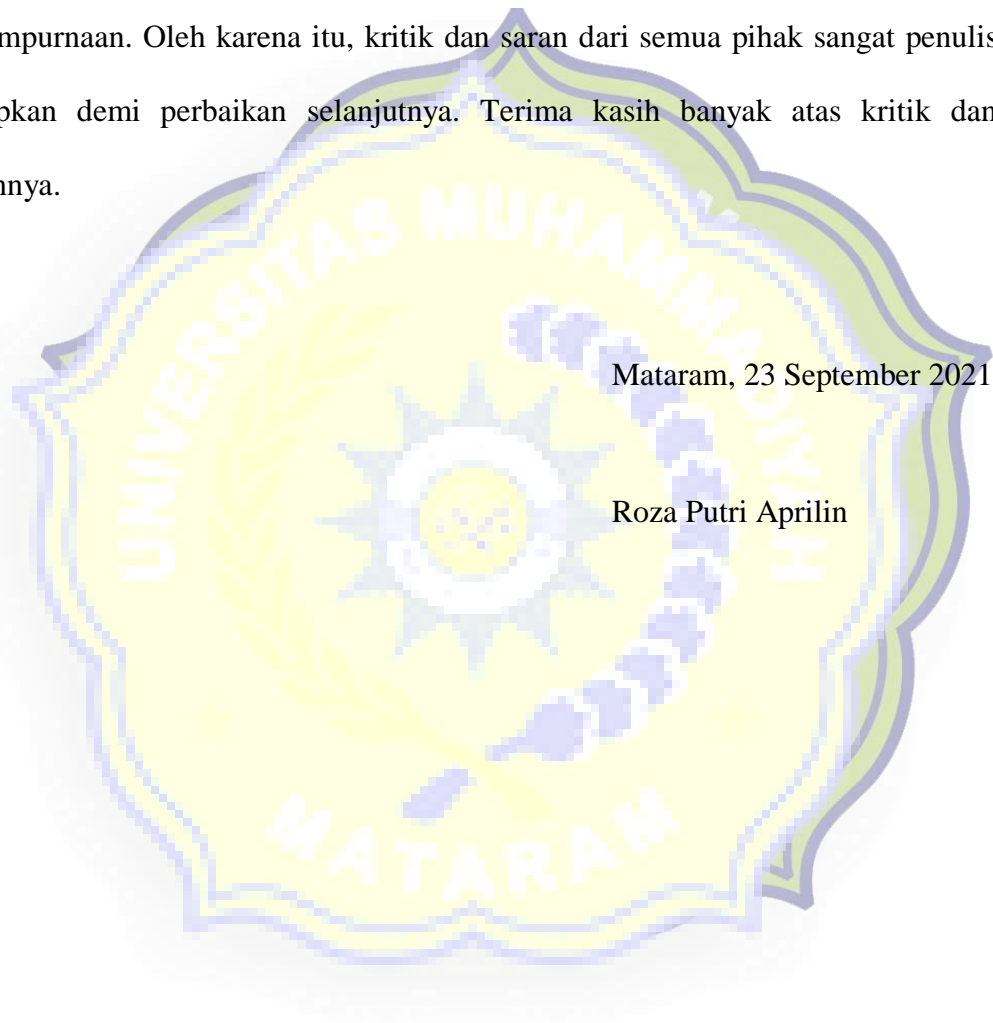 mpurnaan. Oleh karena itu, kritik dan saran dari semua pihak sangat penulis
pkan demi perbaikan selanjutnya. Terima kasih banyak atas kritik dan
nnya.
UNIVERSITAS MUHAMMADIYAH
Mataram, 23 September 2021
Roza Putri Aprilin
MATARAM